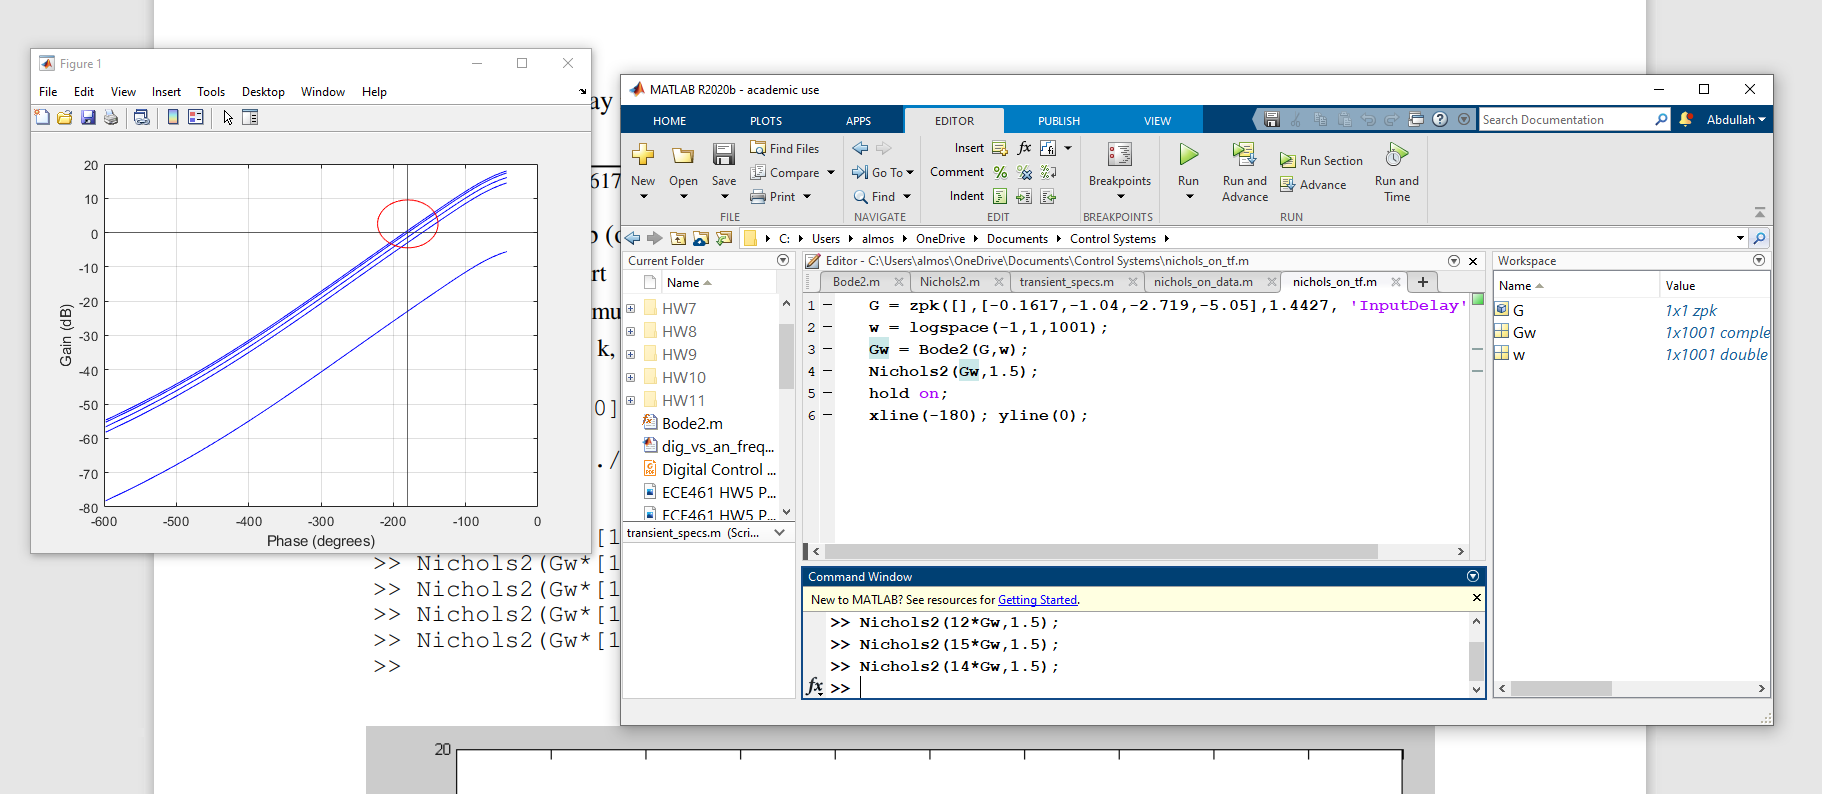 Figure 1
File Edit View Insert Tools Desktop Window Help
20
10
0
-10
-20
-30
-40
-50
-60
-70
-80
Gain (dB)
-600 -500 -400 -300 -200 -100 0
Phase (degrees)
ay
617
o (
rt
mu
k,
0]
./
[1
>> Nichols2(Gw*[1
>> Nichols2(Gw*[1
>> Nichols2(Gw*[1
>> Nichols2(Gw*[1
>>
20
MATLAB R2020b - academic use
HOME PLOTS APPS EDITOR PUBLISH VIEW
Search Documentation
Abdullah
New Open Save
Find Files
Compare
Print
FILE
Go To
Find
NAVIGATE
Insert fx
Comment
Indent
EDIT
Breakpoints
BREAKPOINTS
Run
Run and Advance
Run Section
Advance
Run and Time
RUN
C: Users almos OneDrive Documents Control Systems
Current Folder
Name
HW7
HW8
HW9
HW10
HW11
Bode2.m
dig_vs_an_freq...
Digital Control ...
ECE461 HW5 P...
ECE461 HW5 P...
transient_specs.m (Scri...
Editor - C:\Users\almos\OneDrive\Documents\Control Systems\nichols_on_tf.m
Bode2.m Nichols2.m transient_specs.m nichols_on_data.m nichols_on_tf.m
1 G = zpk([],[-0.1617,-1.04,-2.719,-5.05],1.4427, 'InputDelay'
2 w = logspace(-1,1,1001);
3 Gw = Bode2(G,w);
4 Nichols2(Gw,1.5);
5 hold on;
6 xline(-180); yline(0);
Command Window
New to MATLAB? See resources for Getting Started.
>> Nichols2(12*Gw,1.5);
>> Nichols2(15*Gw,1.5);
>> Nichols2(14*Gw,1.5);
fx >>
Workspace
Name Value
G 1x1 zpk
Gw 1x1001 comple
w 1x1001 double